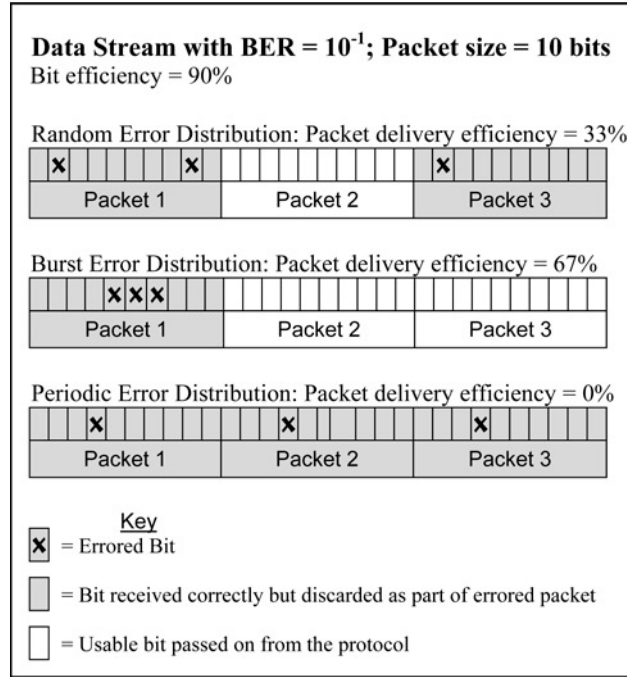 Data Stream with BER = 10⁻¹; Packet size = 10 bits
Bit efficiency = 90%
Random Error Distribution: Packet delivery efficiency = 33%
x x x
Packet 1 Packet 2 Packet 3
Burst Error Distribution: Packet delivery efficiency = 67%
x x x
Packet 1 Packet 2 Packet 3
Periodic Error Distribution: Packet delivery efficiency = 0%
x x x
Packet 1 Packet 2 Packet 3
Key
x = Errored Bit
= Bit received correctly but discarded as part of errored packet
= Usable bit passed on from the protocol